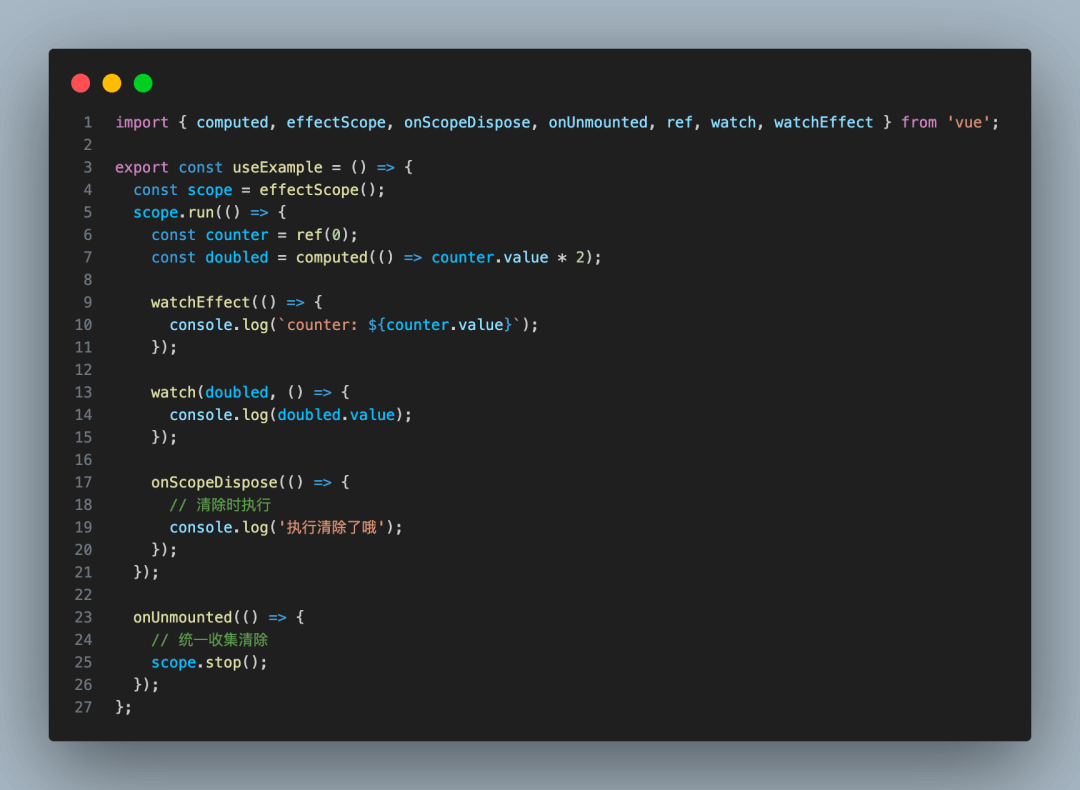 1 import { computed, effectScope, onScopeDispose, onUnmounted, ref, watch, watchEffect } from 'vue';
2
3 export const useExample = () => {
4   const scope = effectScope();
5   scope.run(() => {
6     const counter = ref(0);
7     const doubled = computed(() => counter.value * 2);
8
9     watchEffect(() => {
10       console.log(`counter: ${counter.value}`);
11     });
12
13     watch(doubled, () => {
14       console.log(doubled.value);
15     });
16
17     onScopeDispose(() => {
18       // 清除时执行
19       console.log('执行清除了哦');
20     });
21   });
22
23   onUnmounted(() => {
24     // 统一收集清除
25     scope.stop();
26   });
27 };